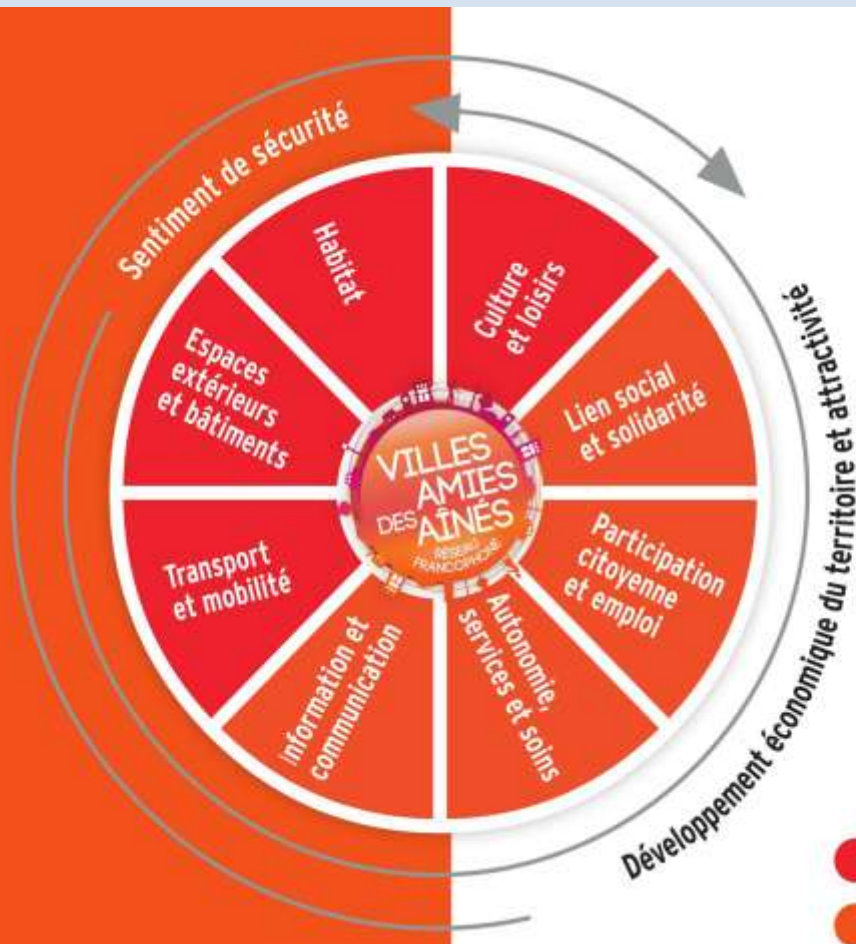 Sentiment de sécurité
Habitat
Culture
et loisirs
Espaces
extérieurs
et bâtiments
Lien social
et solidarité
VILLES
AMIES
DES AÎNÉS
RÉSEAU
FRANCOPHONE
Transport
et mobilité
Participation
citoyenne
et emploi
Information et
communication
Autonomie,
services et soins
Développement économique du territoire et attractivité